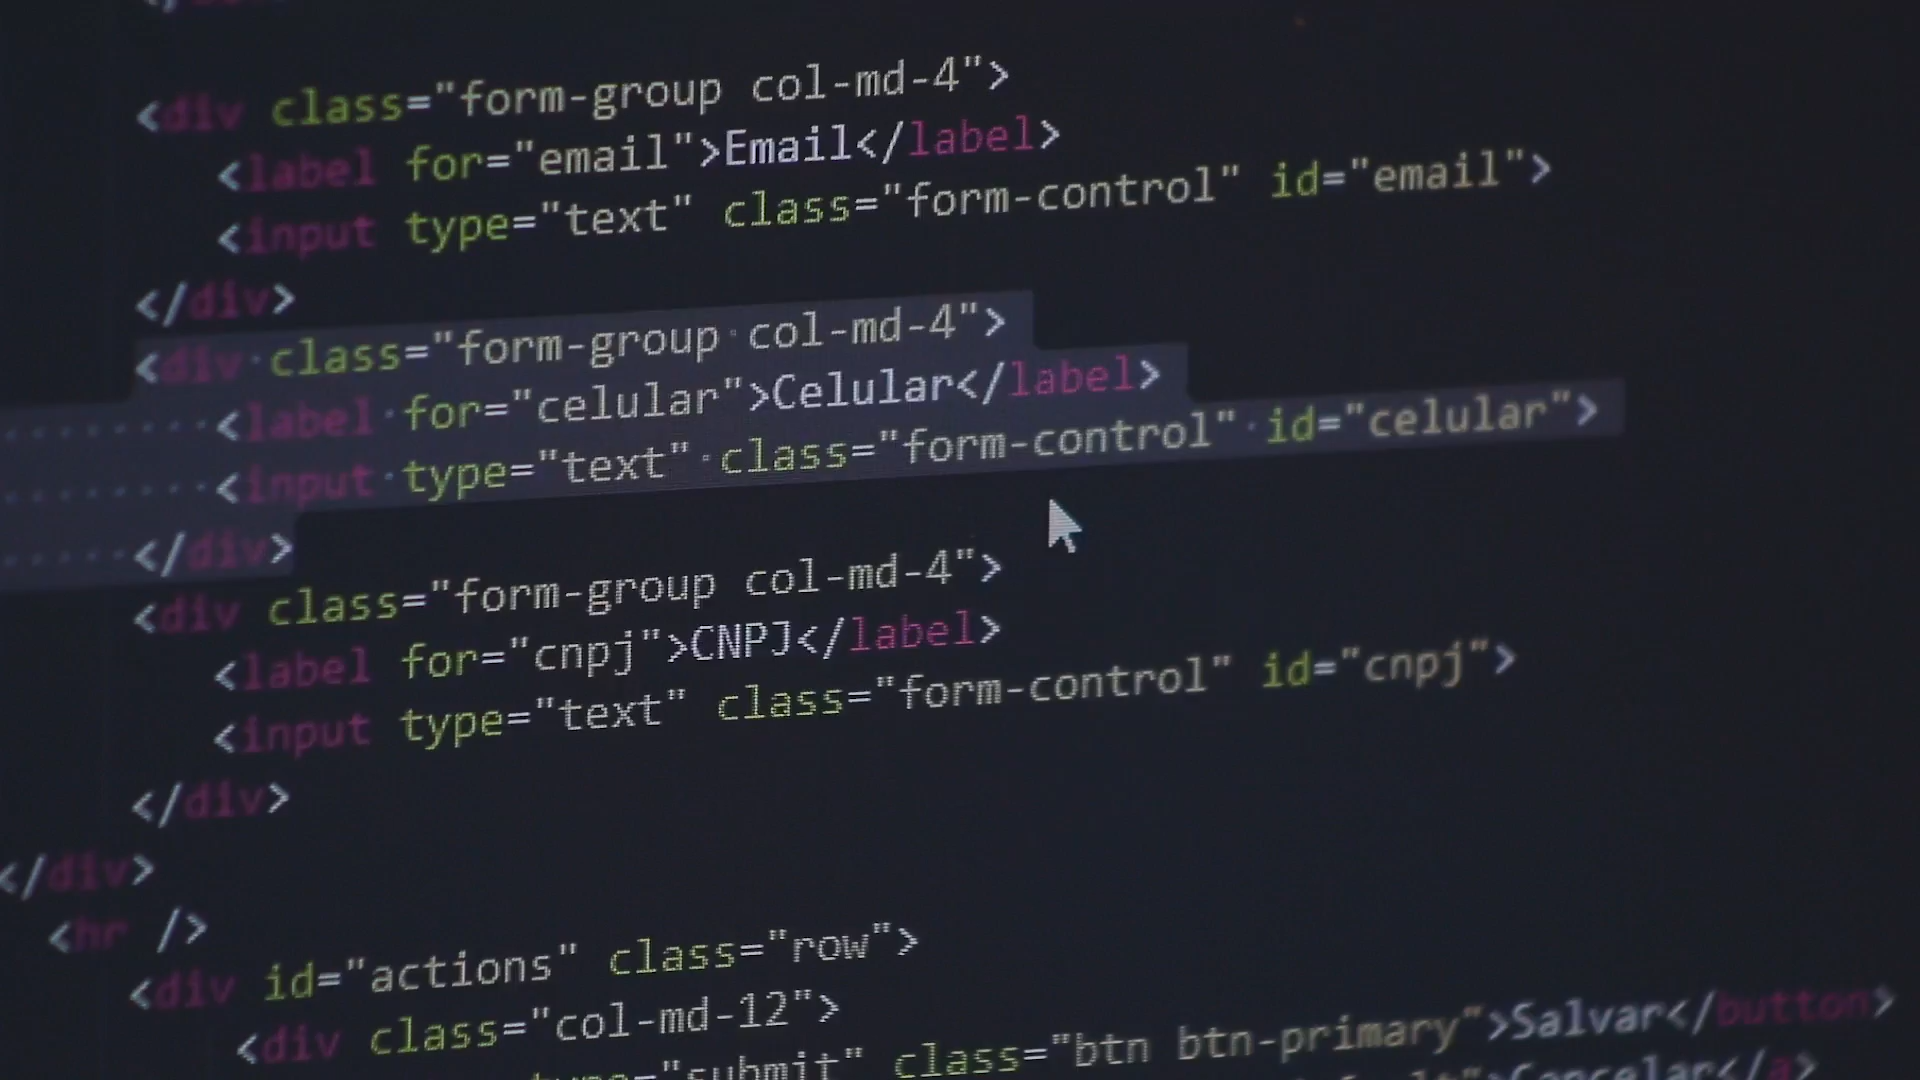 <div class="form-group col-md-4">
<label for="email">Email</label>
<input type="text" class="form-control" id="email">
</div>
<div class="form-group col-md-4">
<label for="celular">Celular</label>
<input type="text" class="form-control" id="celular">
</div>
<div class="form-group col-md-4">
<label for="cnpj">CNPJ</label>
<input type="text" class="form-control" id="cnpj">
</div>
</div>
<hr />
<div id="actions" class="row">
<div class="col-md-12">
type="submit" class="btn btn-primary">Salvar</button>
Cancelar</a>